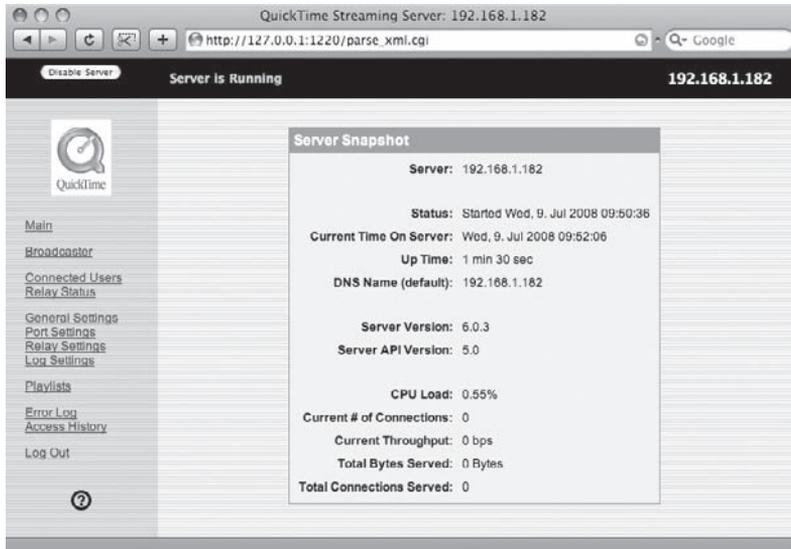 QuickTime Streaming Server: 192.168.1.182
http://127.0.0.1:1220/parse_xml.cgi
Google
Disable Server
Server is Running
192.168.1.182
QuickTime
Main
Broadcaster
Connected Users
Relay Status
General Settings
Port Settings
Relay Settings
Log Settings
Playlists
Error Log
Access History
Log Out
?
Server Snapshot
Server: 192.168.1.182
Status: Started Wed, 9. Jul 2008 09:50:36
Current Time On Server: Wed, 9. Jul 2008 09:52:06
Up Time: 1 min 30 sec
DNS Name (default): 192.168.1.182
Server Version: 6.0.3
Server API Version: 5.0
CPU Load: 0.55%
Current # of Connections: 0
Current Throughput: 0 bps
Total Bytes Served: 0 Bytes
Total Connections Served: 0